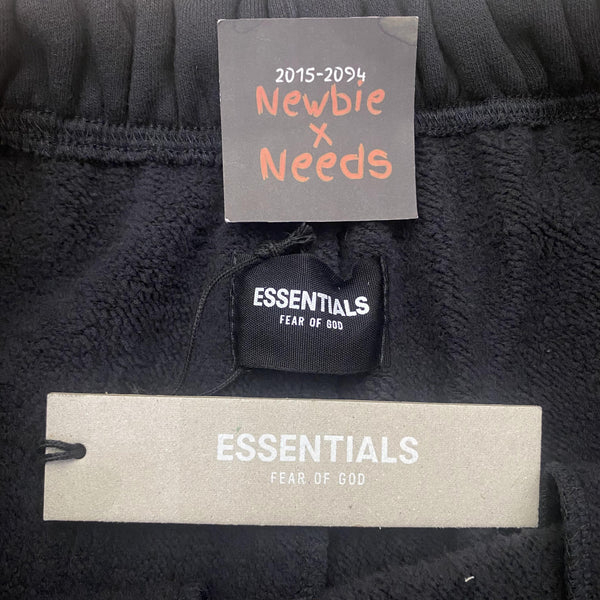 2015-2094
Newbie
x
Needs
ESSENTIALS
FEAR OF GOD
ESSENTIALS
FEAR OF GOD